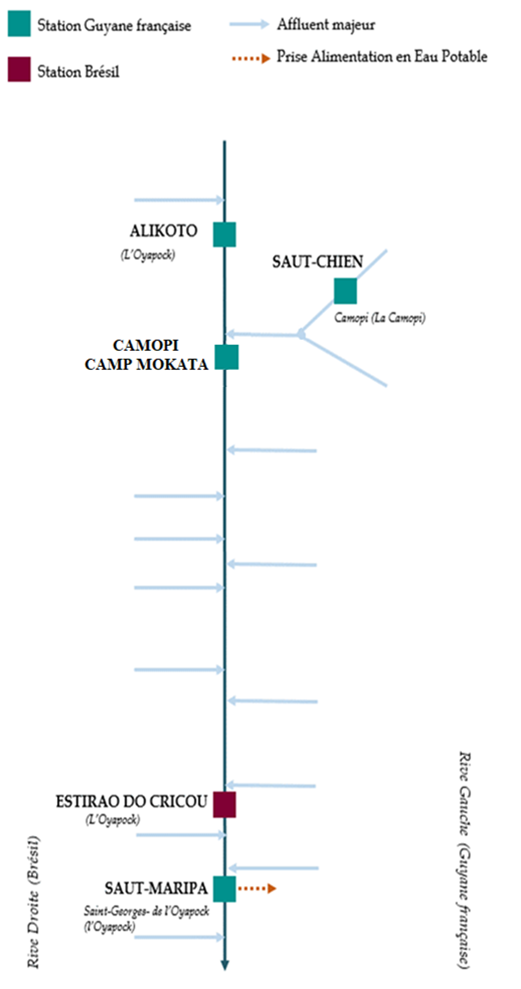 Station Guyane française
Affluent majeur
Station Brésil
Prise Alimentation en Eau Potable
ALIKOTO
(L'Oyapock)
SAUT-CHIEN
Camopi (La Camopi)
CAMOPI
CAMP MOKATA
ESTIRAO DO CRICOU
(L'Oyapock)
SAUT-MARIPA
Saint-Georges- de l'Oyapock
(l'Oyapock)
Rive Droite (Brésil)
Rive Gauche (Guyane française)